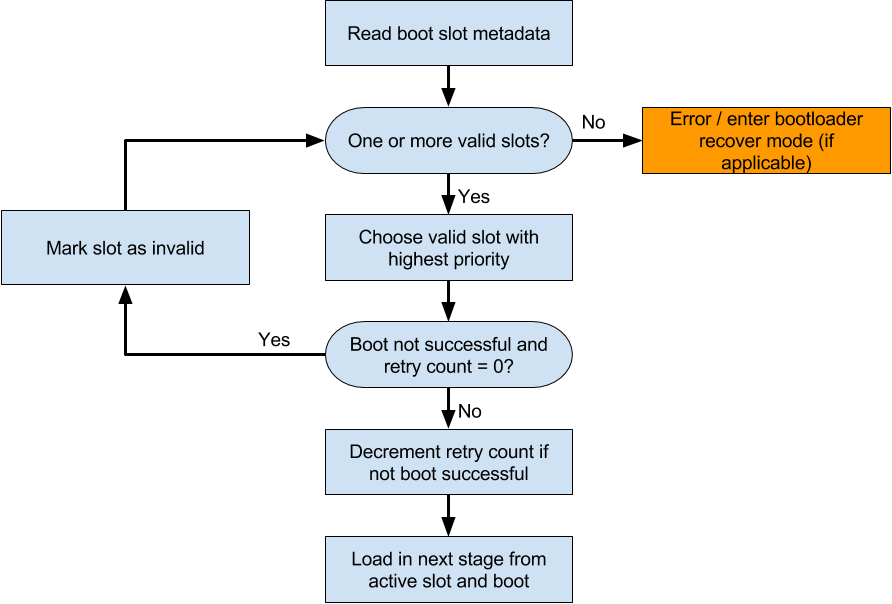 Read boot slot metadata
One or more valid slots?
No
Error / enter bootloader
recover mode (if
applicable)
Yes
Mark slot as invalid
Choose valid slot with
highest priority
Yes
Boot not successful and
retry count = 0?
No
Decrement retry count if
not boot successful
Load in next stage from
active slot and boot